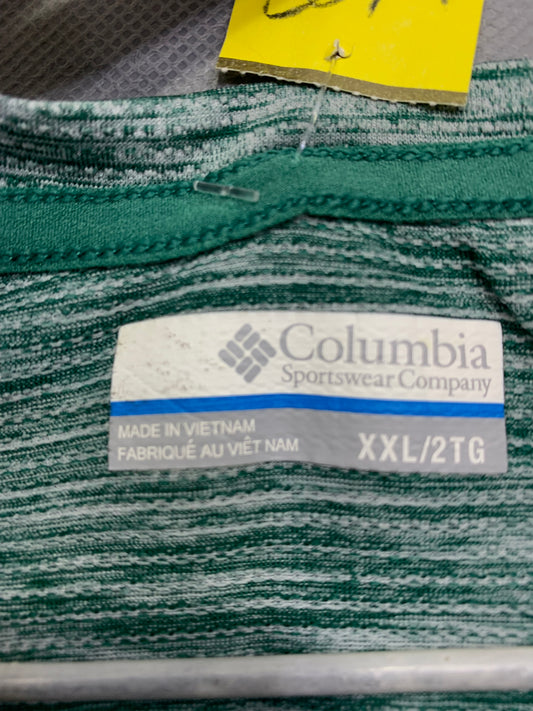 Columbia
Sportswear Company
MADE IN VIETNAM
FABRIQUÉ AU VIÊT NAM
XXL/2TG